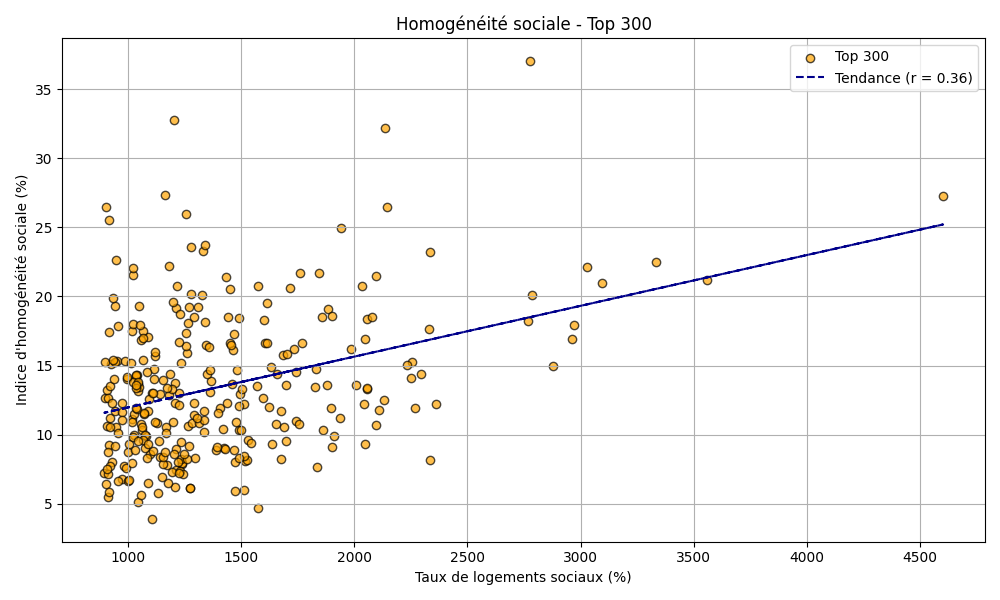 Homogénéité sociale - Top 300
Top 300
Tendance (r = 0.36)
Indice d'homogénéité sociale (%)
35
30
25
20
15
10
5
1000 1500 2000 2500 3000 3500 4000 4500
Taux de logements sociaux (%)